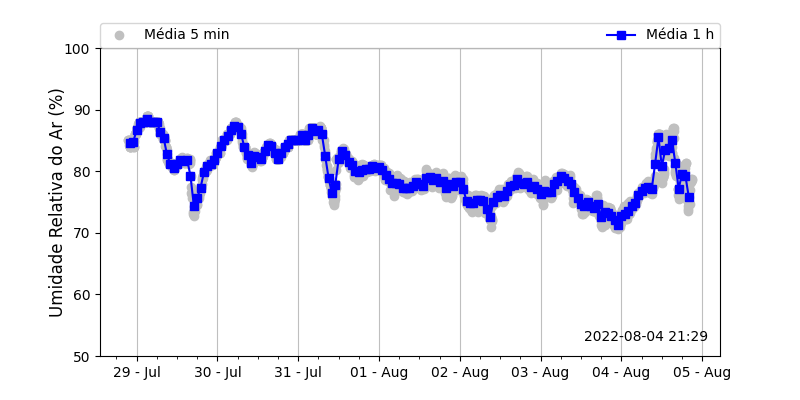 Média 5 min
Média 1 h
Umidade Relativa do Ar (%)
100
90
80
70
60
50
2022-08-04 21:29
29 - Jul
30 - Jul
31 - Jul
01 - Aug
02 - Aug
03 - Aug
04 - Aug
05 - Aug